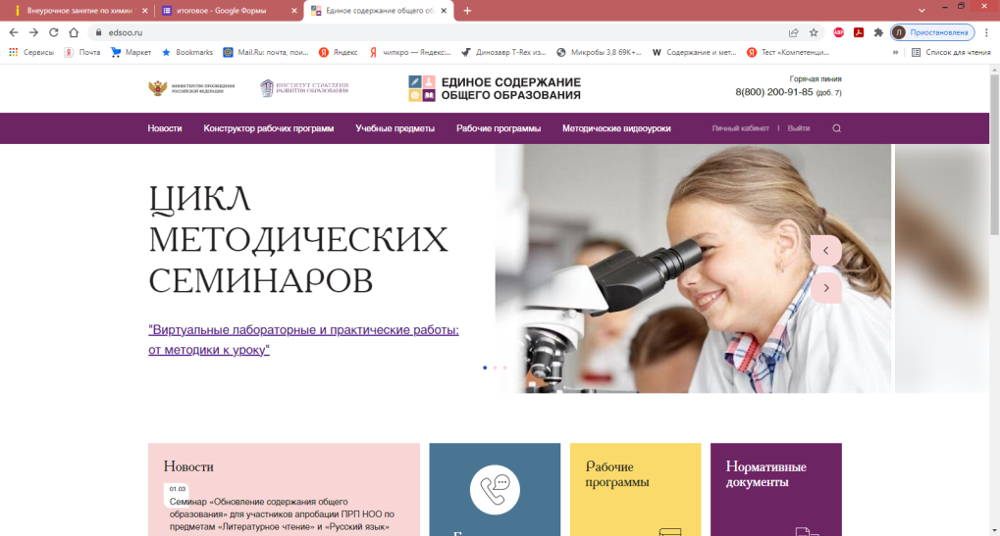 Внеурочное занятие по химии
итоговое - Google Формы
Единое содержание общего об
edsoo.ru
Приостановлена
Сервисы
Почта
Маркет
Bookmarks
Mail.Ru: почта, пои...
Яндекс
чипкро — Яндекс:...
Динозавр T-Rex из...
Микробы 3,8 69K+...
Содержание и мет...
Тест «Компетенци...
»
Список для чтения
МИНИСТЕРСТВО ПРОСВЕЩЕНИЯ
РОССИЙСКОЙ ФЕДЕРАЦИИ
ИНСТИТУТ СТРАТЕГИИ
РАЗВИТИЯ ОБРАЗОВАНИЯ
ЕДИНОЕ СОДЕРЖАНИЕ
ОБЩЕГО ОБРАЗОВАНИЯ
Горячая линия
8(800) 200-91-85 (доб. 7)
Новости
Конструктор рабочих программ
Учебные предметы
Рабочие программы
Методические видеоуроки
Личный кабинет | Выйти
ЦИКЛ
МЕТОДИЧЕСКИХ
СЕМИНАРОВ
"Виртуальные лабораторные и практические работы:
от методики к уроку"
Новости
01.03
Семинар «Обновление содержания общего
образования» для участников апробации ПРП НОО по
предметам «Литературное чтение» и «Русский язык»
Рабочие
программы
Нормативные
документы